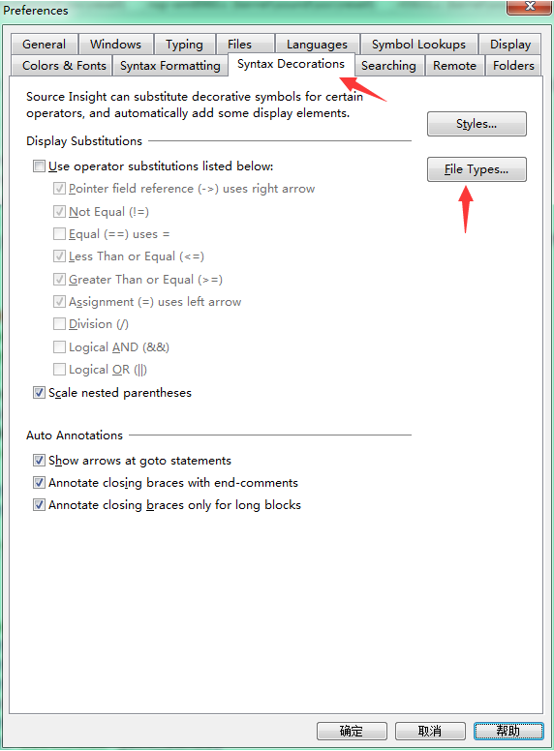 Preferences
General Windows Typing Files Languages Symbol Lookups Display
Colors & Fonts Syntax Formatting Syntax Decorations Searching Remote Folders
Source Insight can substitute decorative symbols for certain
operators, and automatically add some display elements.
Styles...
Display Substitutions
File Types...
Use operator substitutions listed below:
Pointer field reference (->) uses right arrow
Not Equal (!=)
Equal (==) uses =
Less Than or Equal (<=)
Greater Than or Equal (>=)
Assignment (=) uses left arrow
Division (/)
Logical AND (&&)
Logical OR (||)
Scale nested parentheses
Auto Annotations
Show arrows at goto statements
Annotate closing braces with end-comments
Annotate closing braces only for long blocks
确定 取消 帮助